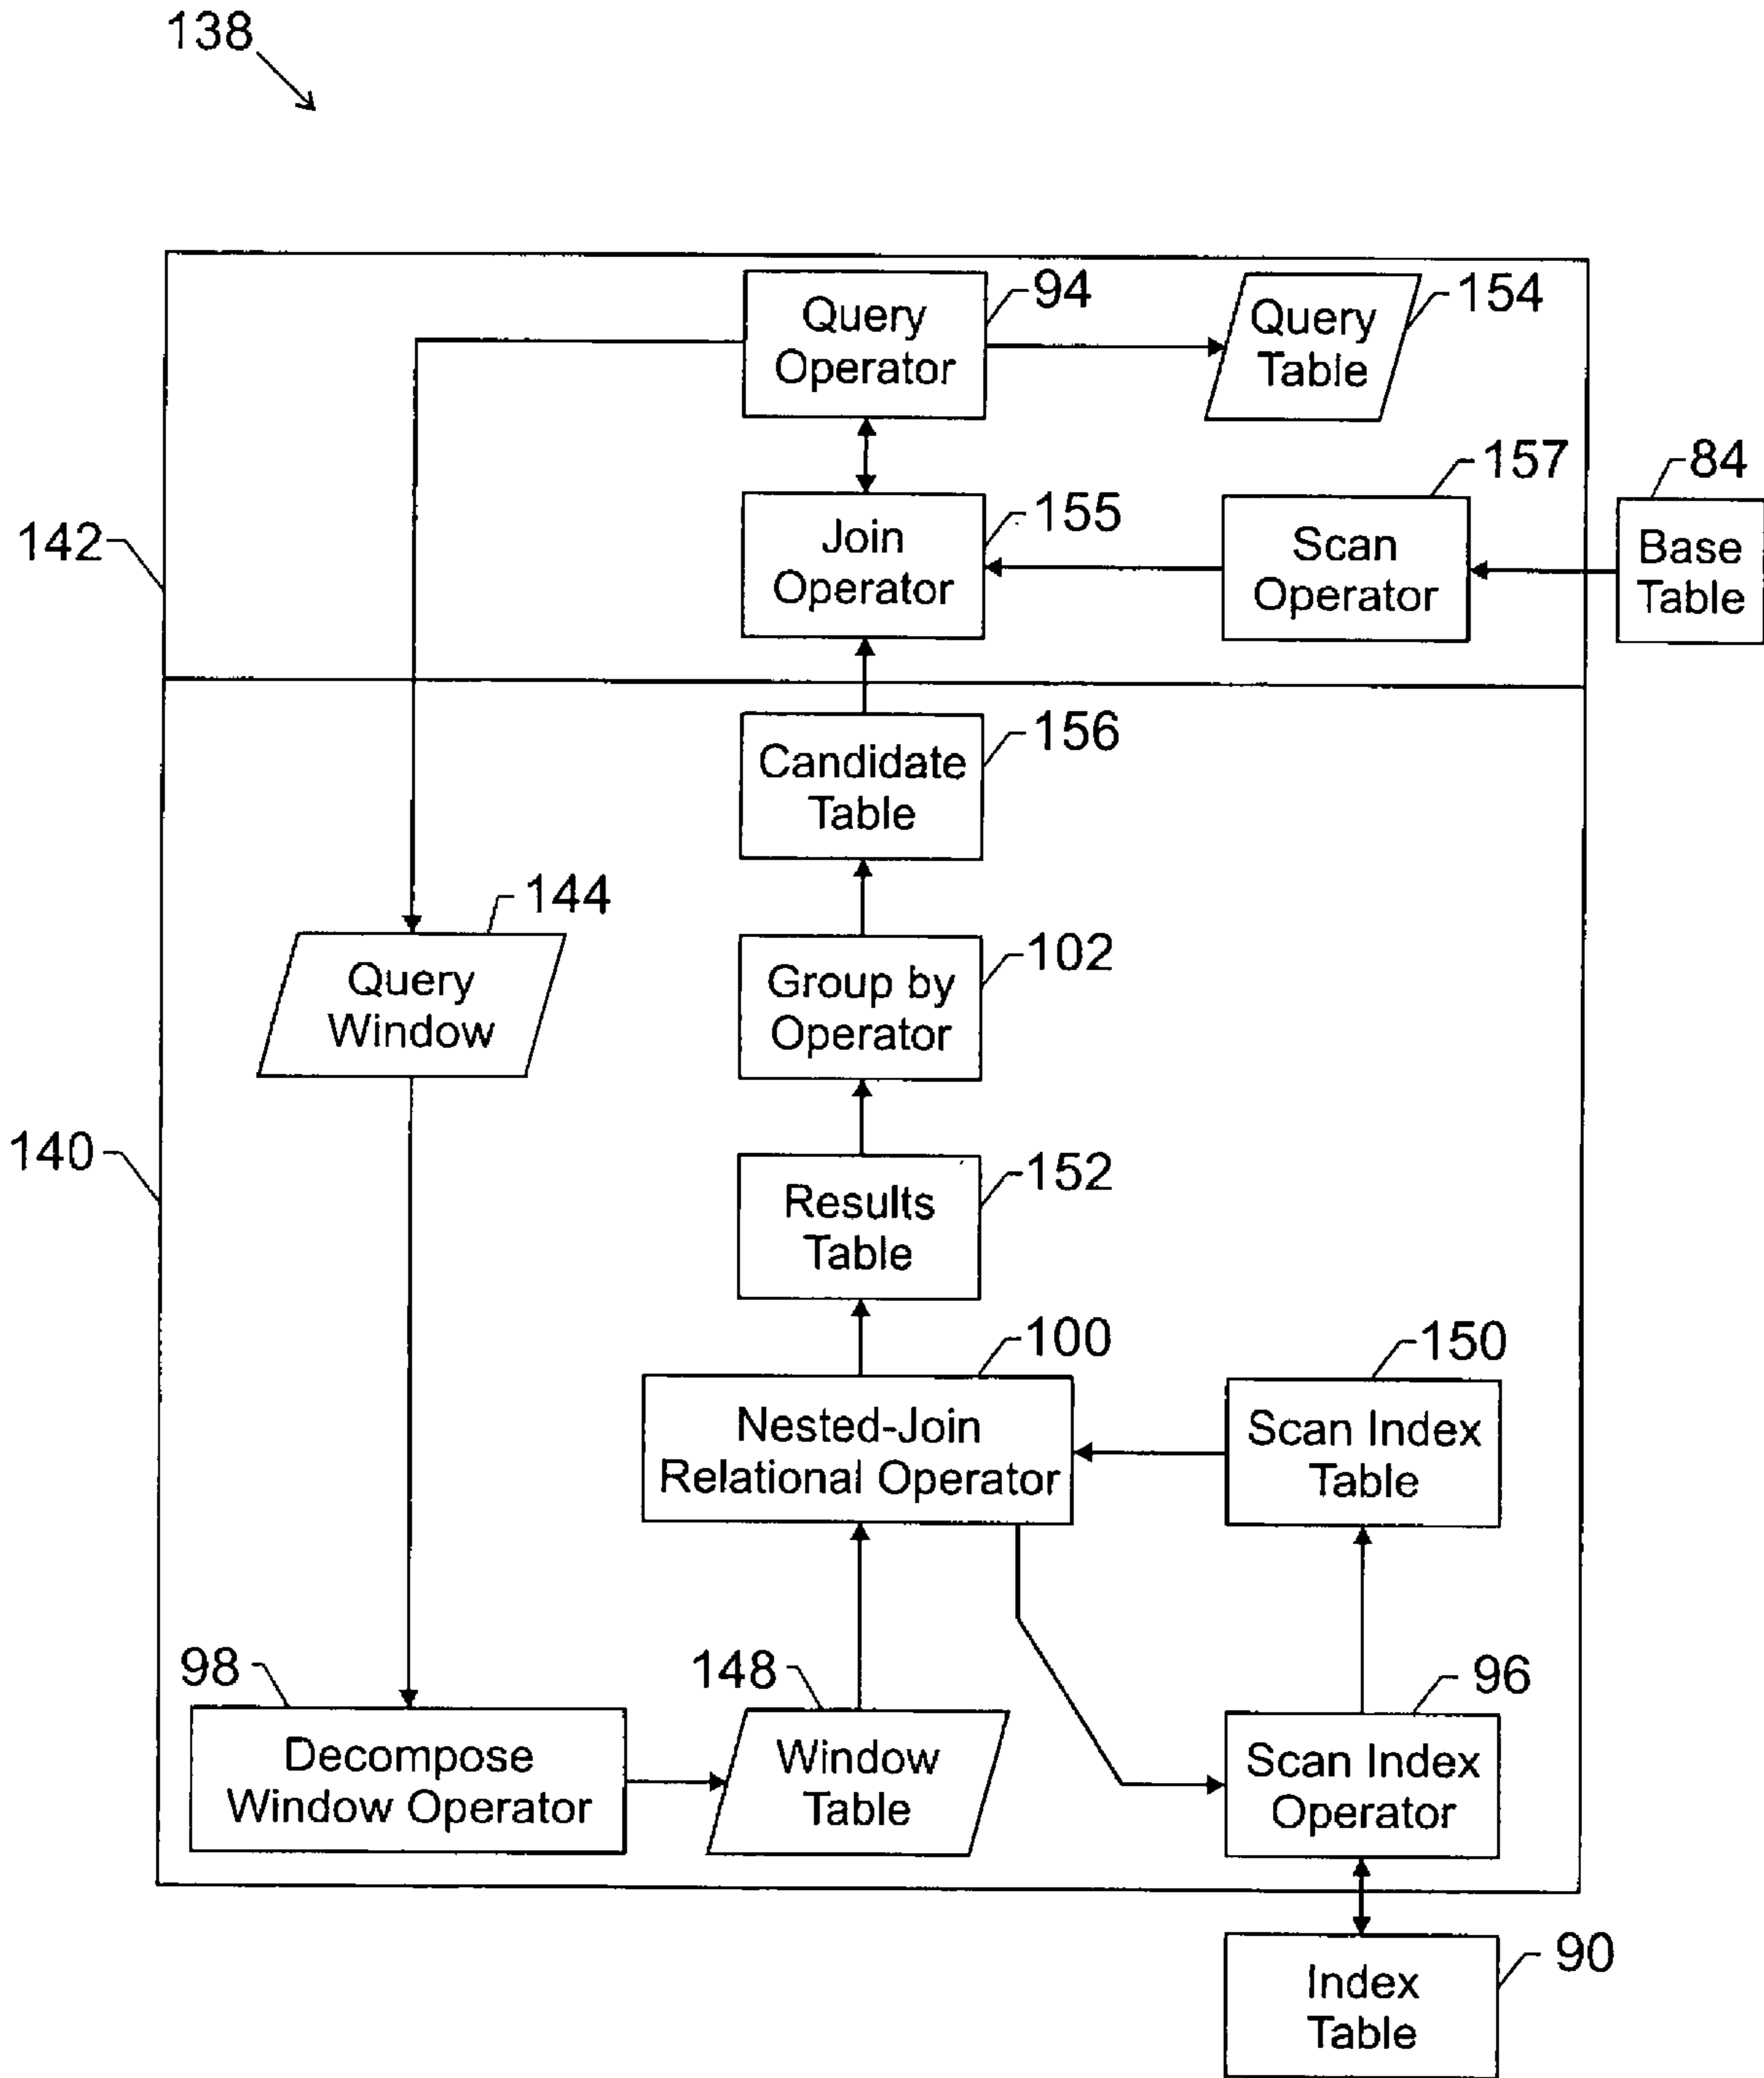 138
Query
Operator
94
Query
Table
154
Join
Operator
155
Scan
Operator
157
Base
Table
84
142
Candidate
Table
156
Query
Window
144
Group by
Operator
102
140
Results
Table
152
Nested-Join
Relational Operator
100
Scan Index
Table
150
Decompose
Window Operator
98
Window
Table
148
Scan Index
Operator
96
Index
Table
90